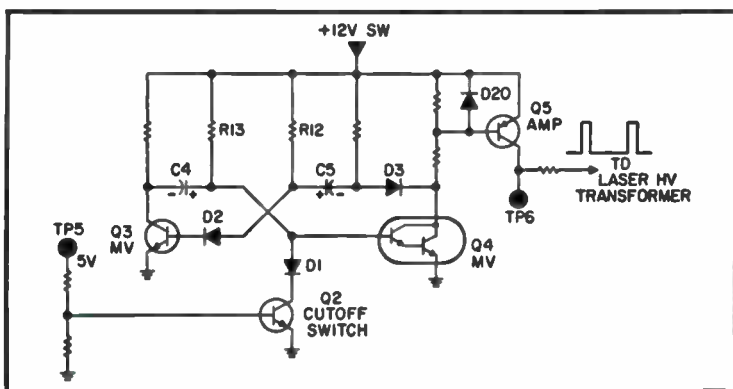 +12V SW
D20
Q5
AMP
R13
R12
C4
-
+
C5
+
-
D3
TO
LASER HV
TRANSFORMER
TP6
D2
Q3
MV
Q4
MV
TP5
5V
D1
Q2
CUTOFF
SWITCH